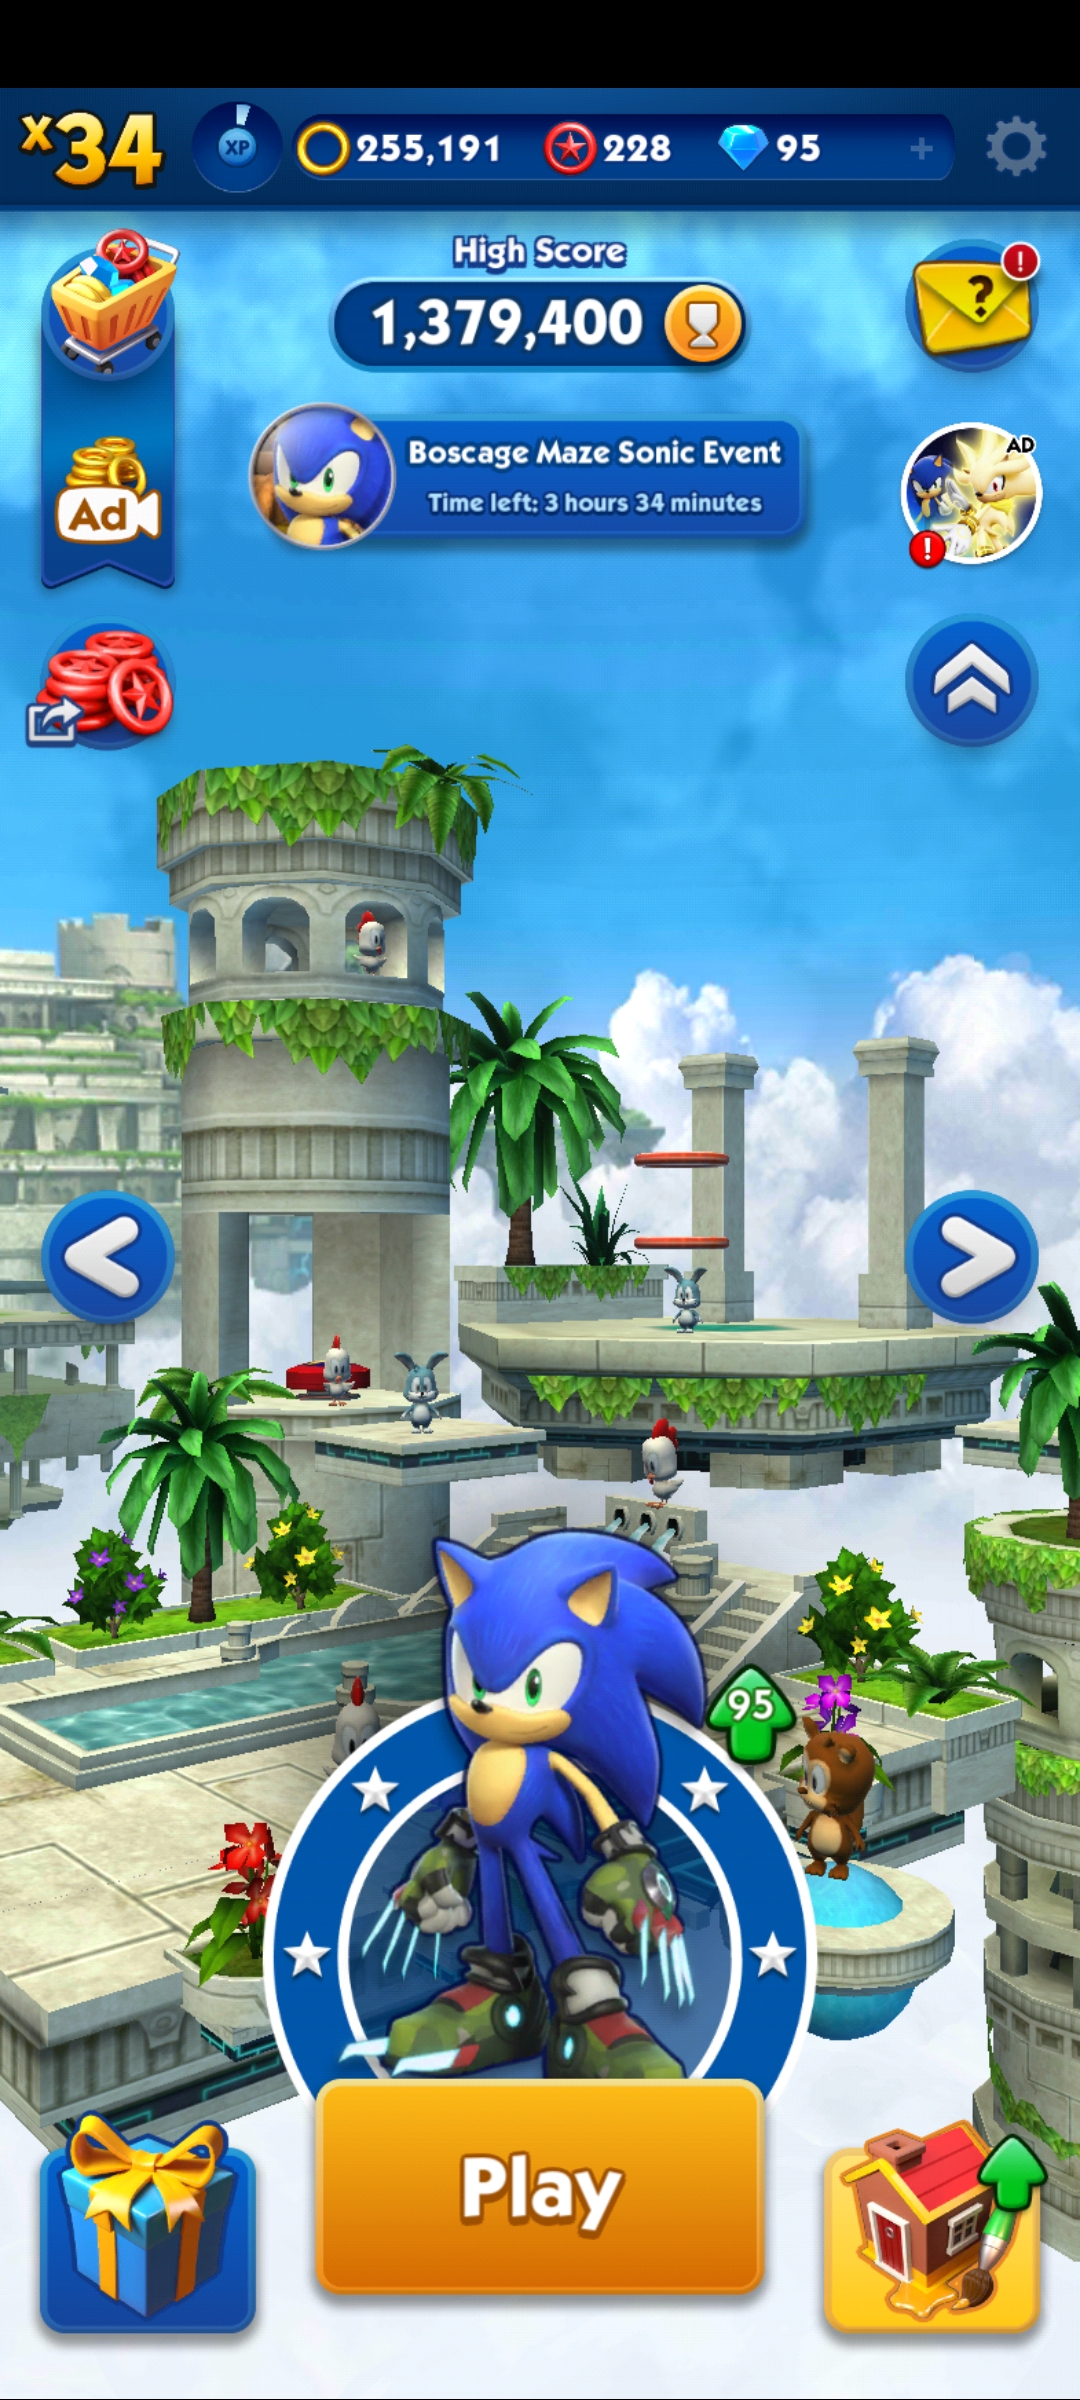 x34
XP
255,191
228
95
+
High Score
1,379,400
?
!
Boscage Maze Sonic Event
Time left: 3 hours 34 minutes
AD
!
Ad
95
Play